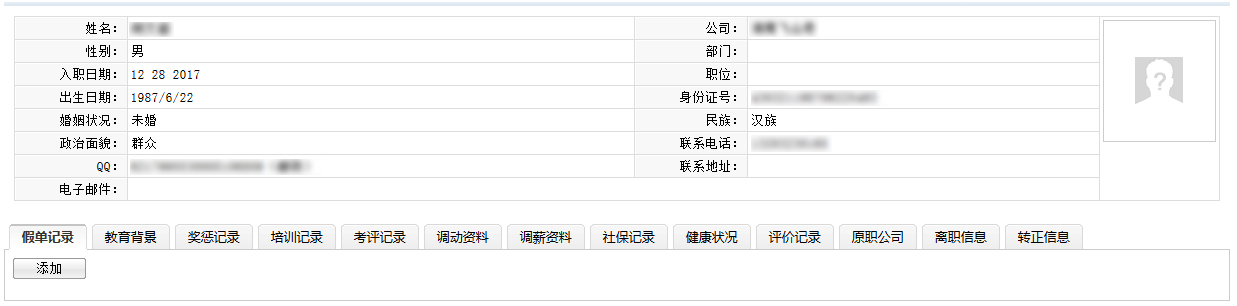 姓名： 公司：
性别： 男 部门：
入职日期： 12 28 2017 职位：
出生日期： 1987/6/22 身份证号：
婚姻状况： 未婚 民族： 汉族
政治面貌： 群众 联系电话：
QQ： 联系地址：
电子邮件：
假单记录 教育背景 奖惩记录 培训记录 考评记录 调动资料 调薪资料 社保记录 健康状况 评价记录 原职公司 离职信息 转正信息
添加